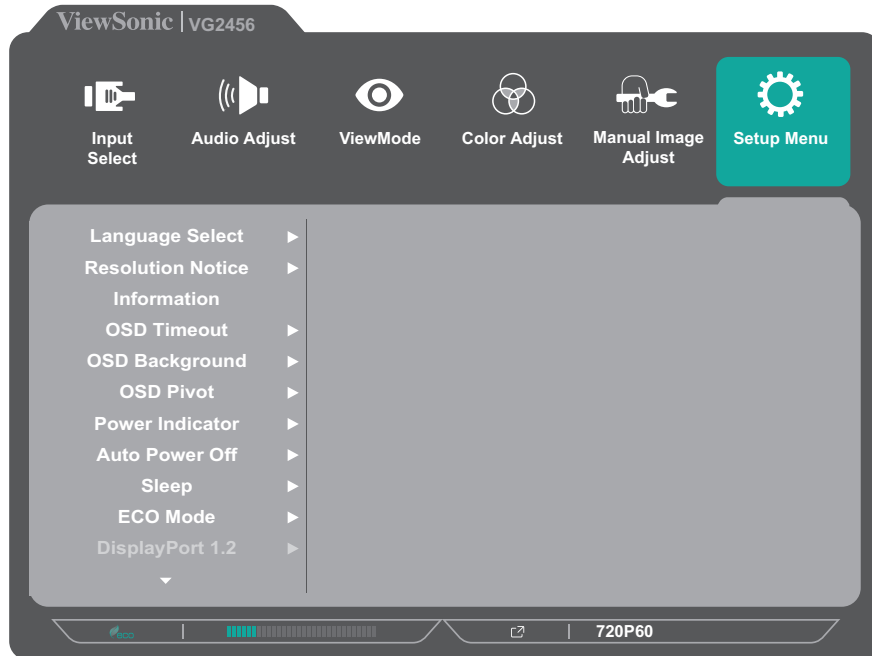 ViewSonic | VG2456
Input Select
Audio Adjust
ViewMode
Color Adjust
Manual Image Adjust
Setup Menu
Language Select
Resolution Notice
Information
OSD Timeout
OSD Background
OSD Pivot
Power Indicator
Auto Power Off
Sleep
ECO Mode
DisplayPort 1.2
eco
720P60